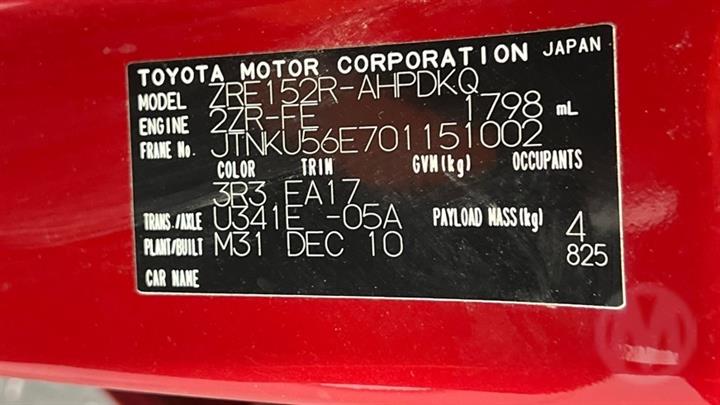 TOYOTA MOTOR CORPORATION JAPAN
MODEL ZRE152R-AHPDKQ
ENGINE 2ZR-FE 1798 mL
FRAME No. JTNKU56E701151002
COLOR TRIM GVM(kg) OCCUPANTS
3R3 EA17
TRANS./AXLE U341E -05A PAYLOAD MASS(kg) 4
PLANT/BUILT M31 DEC 10 825
CAR NAME
M